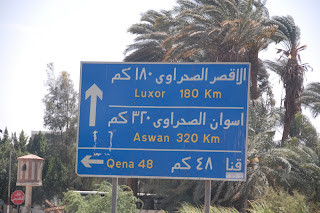 الاقصر الصحراوى ١٨٠ كم
Luxor 180 Km
اسوان الصحراوى ٣٢٠ كم
Aswan 320 Km
قنا ٤٨ كم
Qena 48